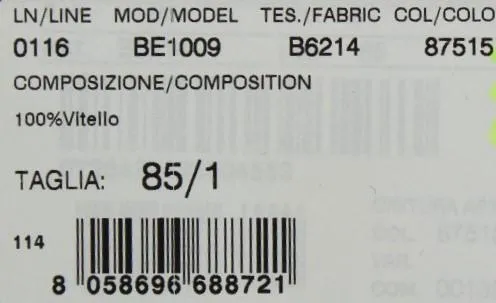 LN/LINE MOD/MODEL TES./FABRIC COL/COLO
0116 BE1009 B6214 87515
COMPOSIZIONE/COMPOSITION
100%Vitello
TAGLIA: 85/1
114
8 058696 688721